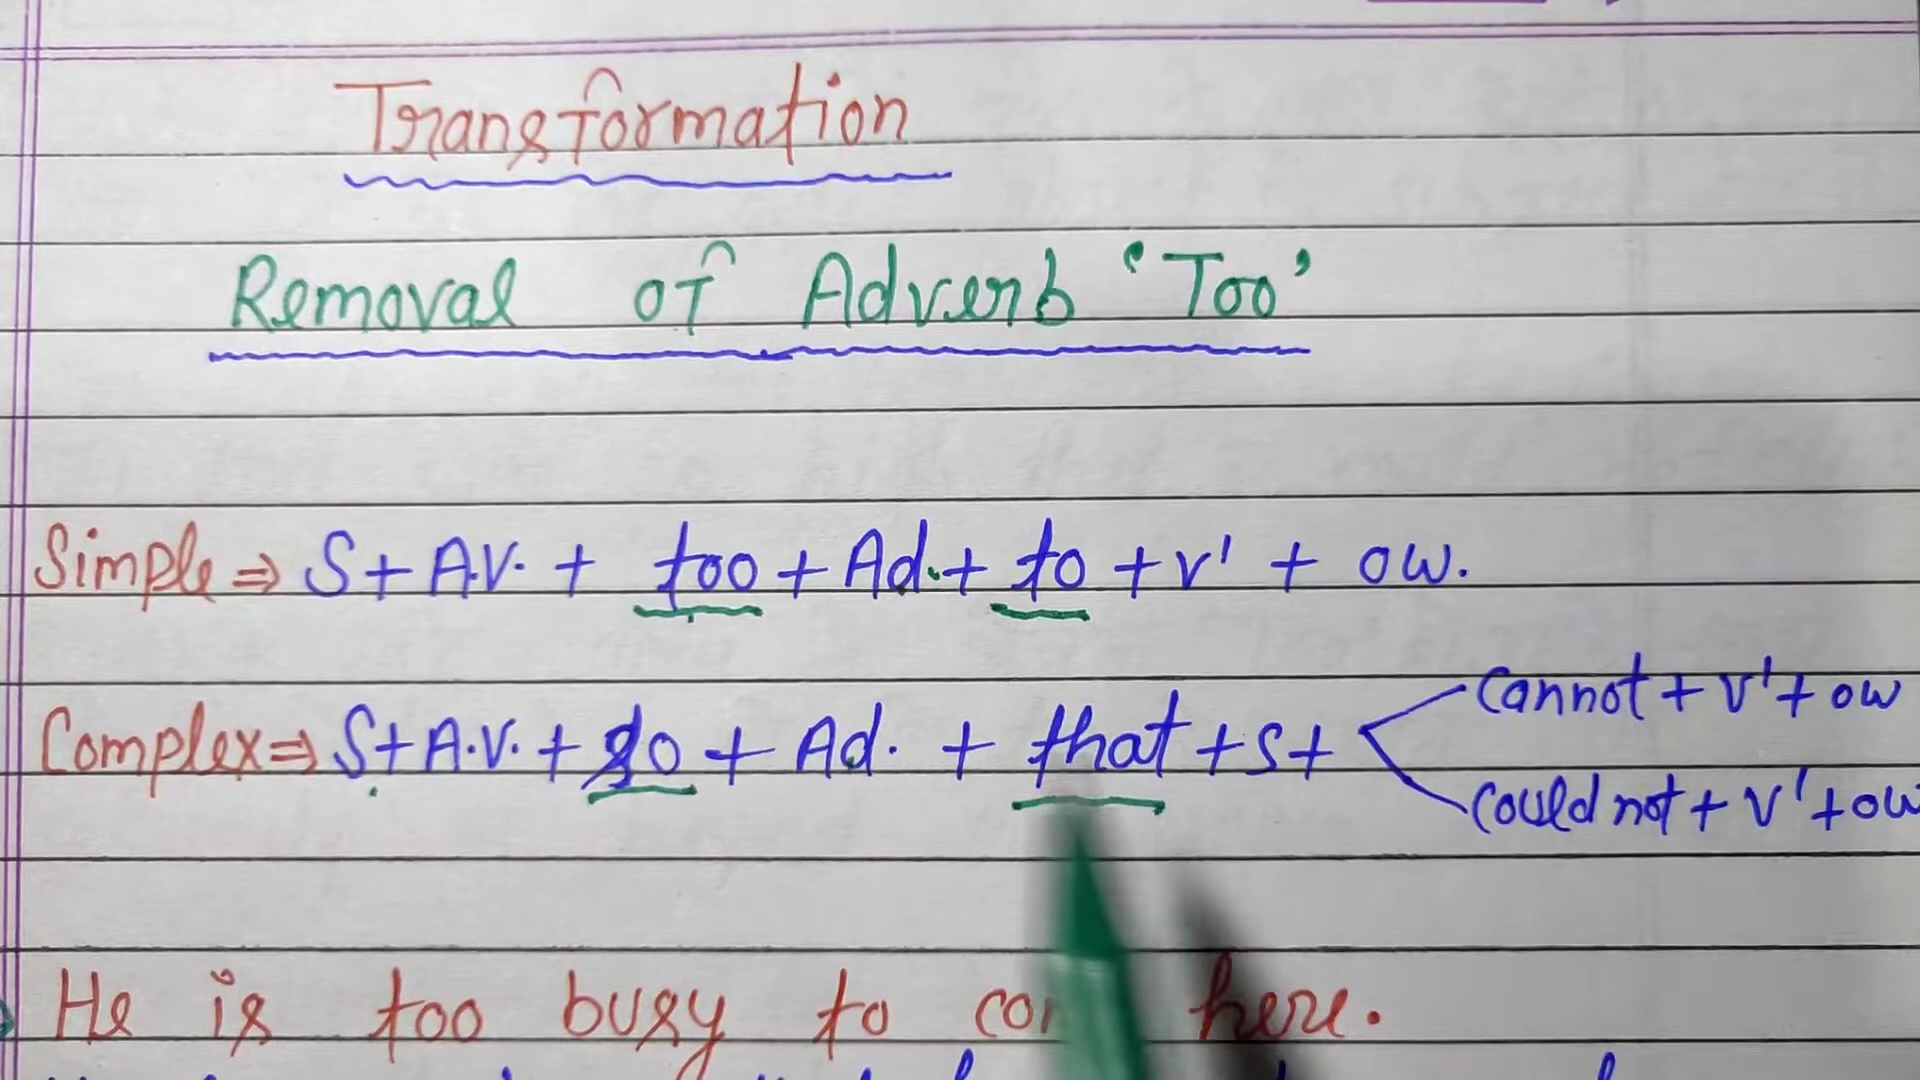 Transformation
Removal of Adverb 'Too'
Simple ⇒ S + A.V. + too + Ad. + to + V¹ + ow.
Complex ⇒ S + A.V. + so + Ad. + that + S +
cannot + V¹ + ow
could not + V¹ + ow
He is too busy to here.